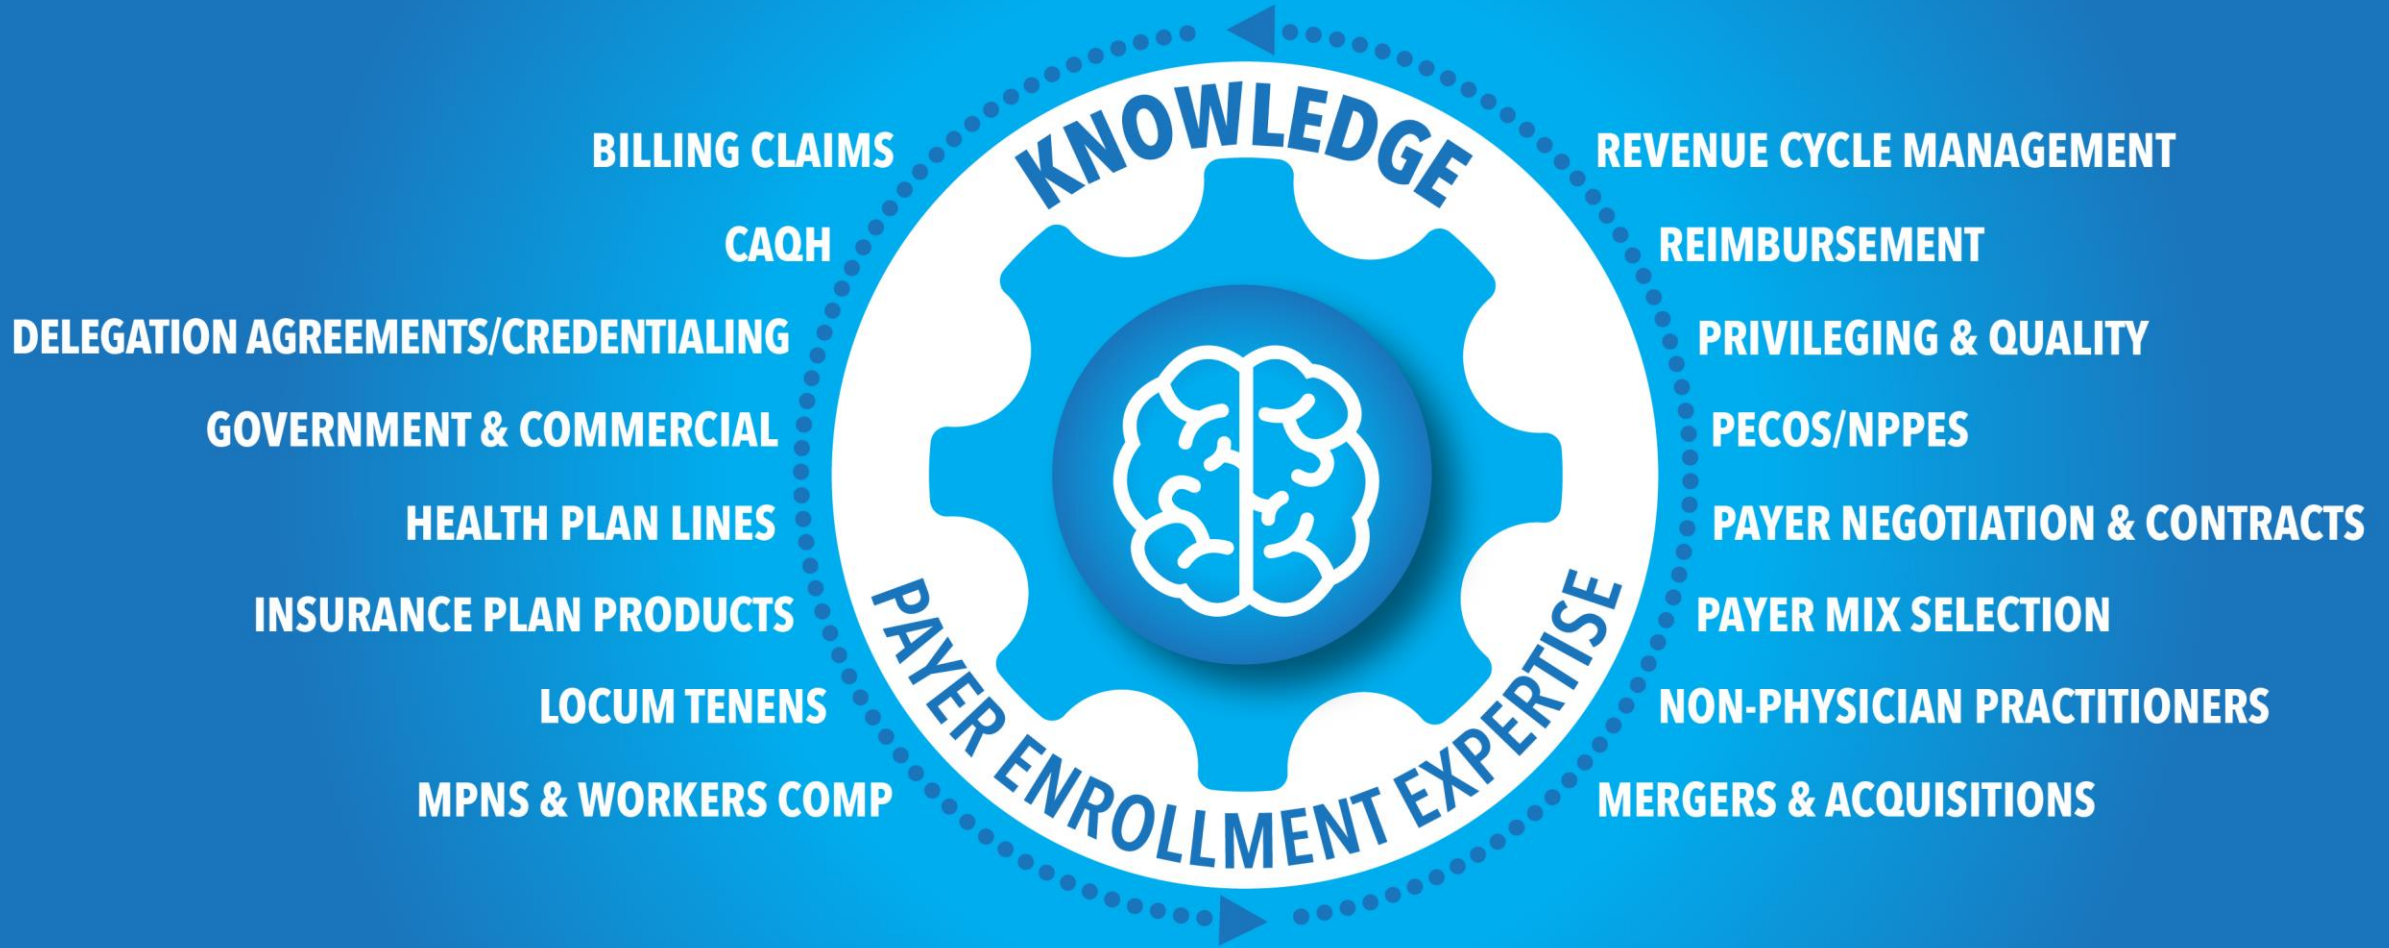 KNOWLEDGE
BILLING CLAIMS
CAQH
DELEGATION AGREEMENTS/CREDENTIALING
GOVERNMENT & COMMERCIAL
HEALTH PLAN LINES
INSURANCE PLAN PRODUCTS
LOCUM TENENS
MPNS & WORKERS COMP
REVENUE CYCLE MANAGEMENT
REIMBURSEMENT
PRIVILEGING & QUALITY
PECOS/NPPES
PAYER NEGOTIATION & CONTRACTS
PAYER MIX SELECTION
NON-PHYSICIAN PRACTITIONERS
MERGERS & ACQUISITIONS
PAYER ENROLLMENT EXPERTISE